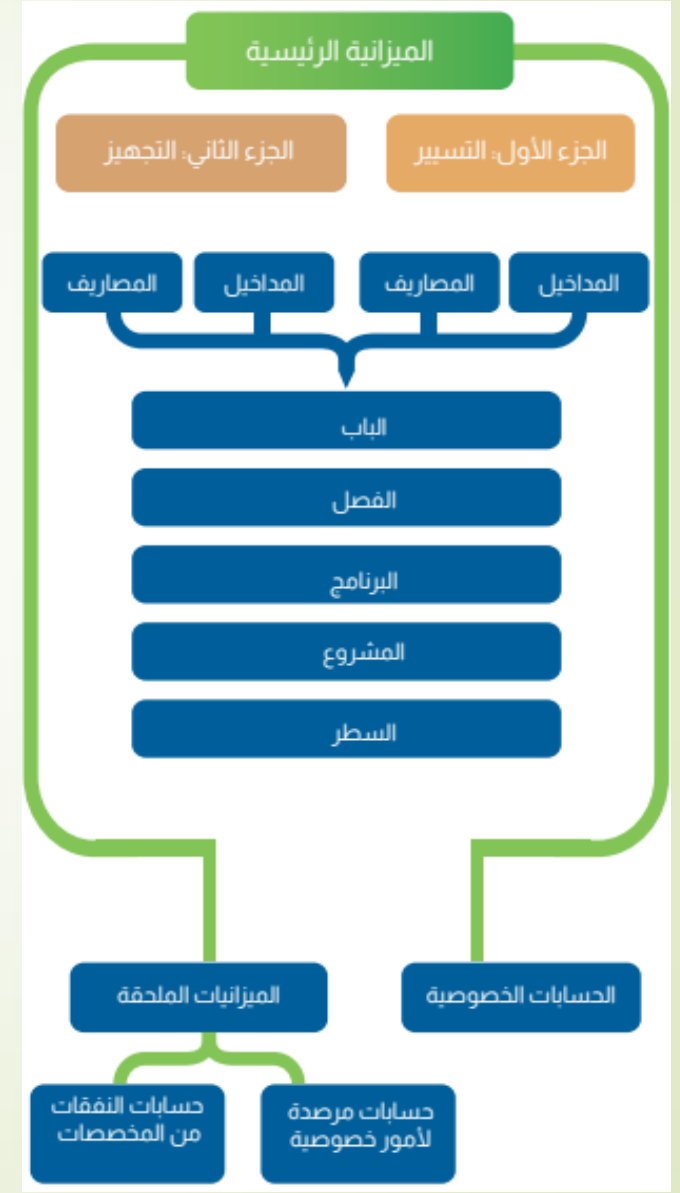 الميزانية الرئيسية
الجزء الأول: التسيير
الجزء الثاني: التجهيز
المداخيل
المصاريف
المداخيل
المصاريف
الباب
الفصل
البرنامج
المشروع
السطر
الحسابات الخصوصية
الميزانيات الملحقة
حسابات مرصدة
لأمور خصوصية
حسابات النفقات
من المخصصات